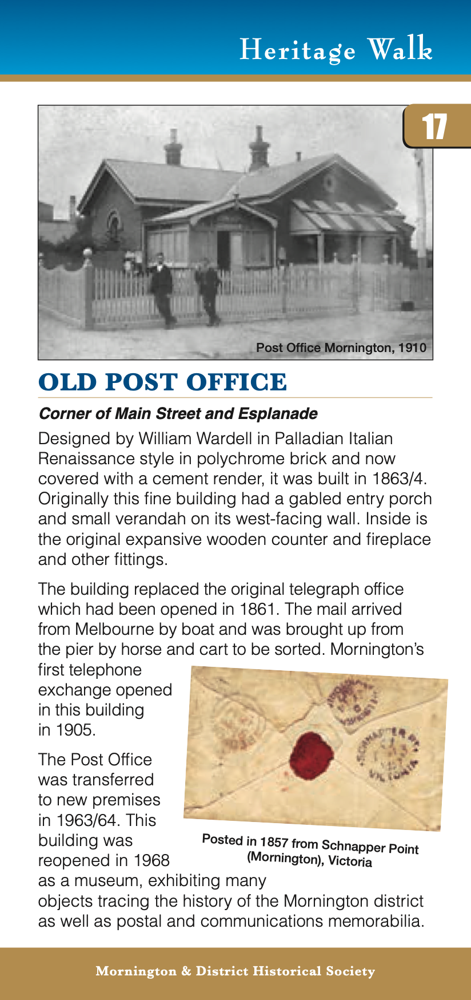 Heritage Walk
17
Post Office Mornington, 1910
OLD POST OFFICE
Corner of Main Street and Esplanade
Designed by William Wardell in Palladian Italian
Renaissance style in polychrome brick and now
covered with a cement render, it was built in 1863/4.
Originally this fine building had a gabled entry porch
and small verandah on its west-facing wall. Inside is
the original expansive wooden counter and fireplace
and other fittings.
The building replaced the original telegraph office
which had been opened in 1861. The mail arrived
from Melbourne by boat and was brought up from
the pier by horse and cart to be sorted. Mornington's
first telephone
exchange opened
in this building
in 1905.
The Post Office
was transferred
to new premises
in 1963/64. This
building was
reopened in 1968
as a museum, exhibiting many
objects tracing the history of the Mornington district
as well as postal and communications memorabilia.
SCHNAPPER PT
VICTORIA
Posted in 1857 from Schnapper Point
(Mornington), Victoria
Mornington & District Historical Society